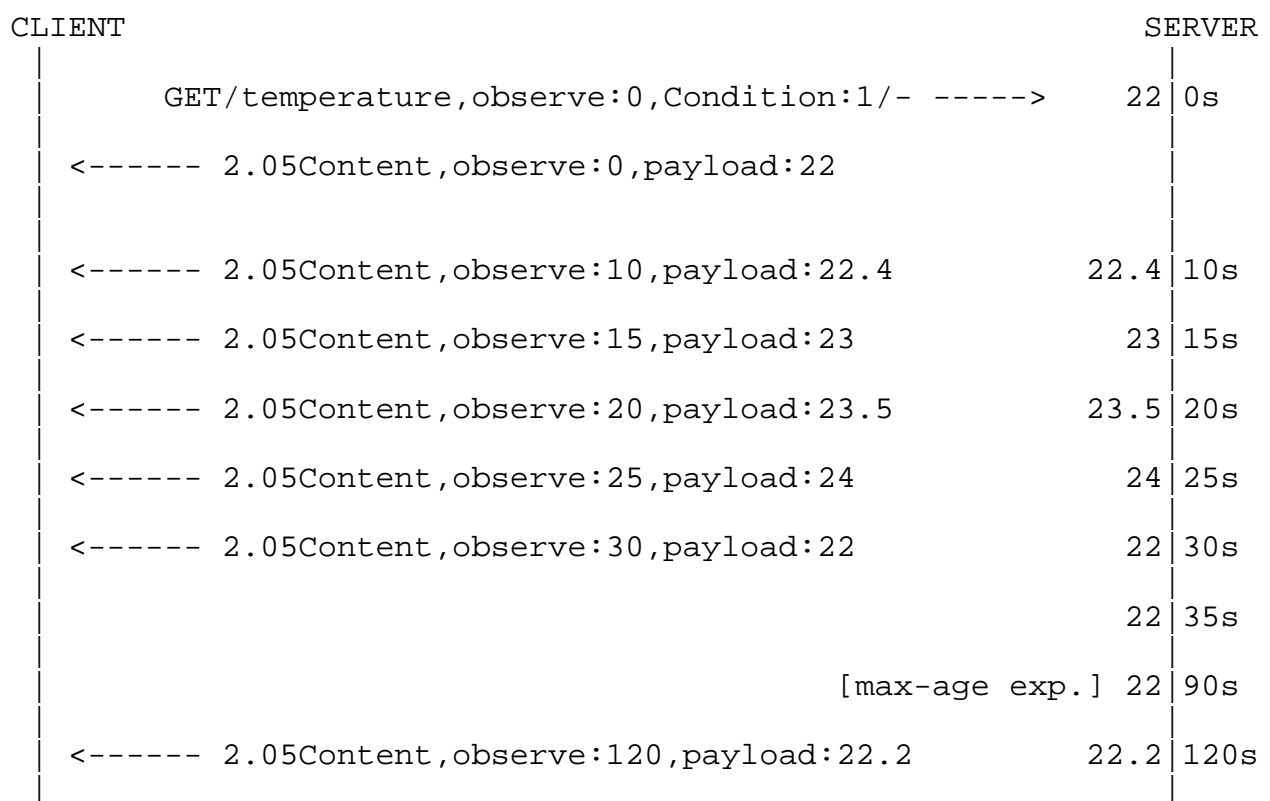 CLIENT SERVER
GET/temperature,observe:0,Condition:1/- -----> 22|0s
<------ 2.05Content,observe:0,payload:22
<------ 2.05Content,observe:10,payload:22.4 22.4|10s
<------ 2.05Content,observe:15,payload:23 23|15s
<------ 2.05Content,observe:20,payload:23.5 23.5|20s
<------ 2.05Content,observe:25,payload:24 24|25s
<------ 2.05Content,observe:30,payload:22 22|30s
22|35s
[max-age exp.] 22|90s
<------ 2.05Content,observe:120,payload:22.2 22.2|120s